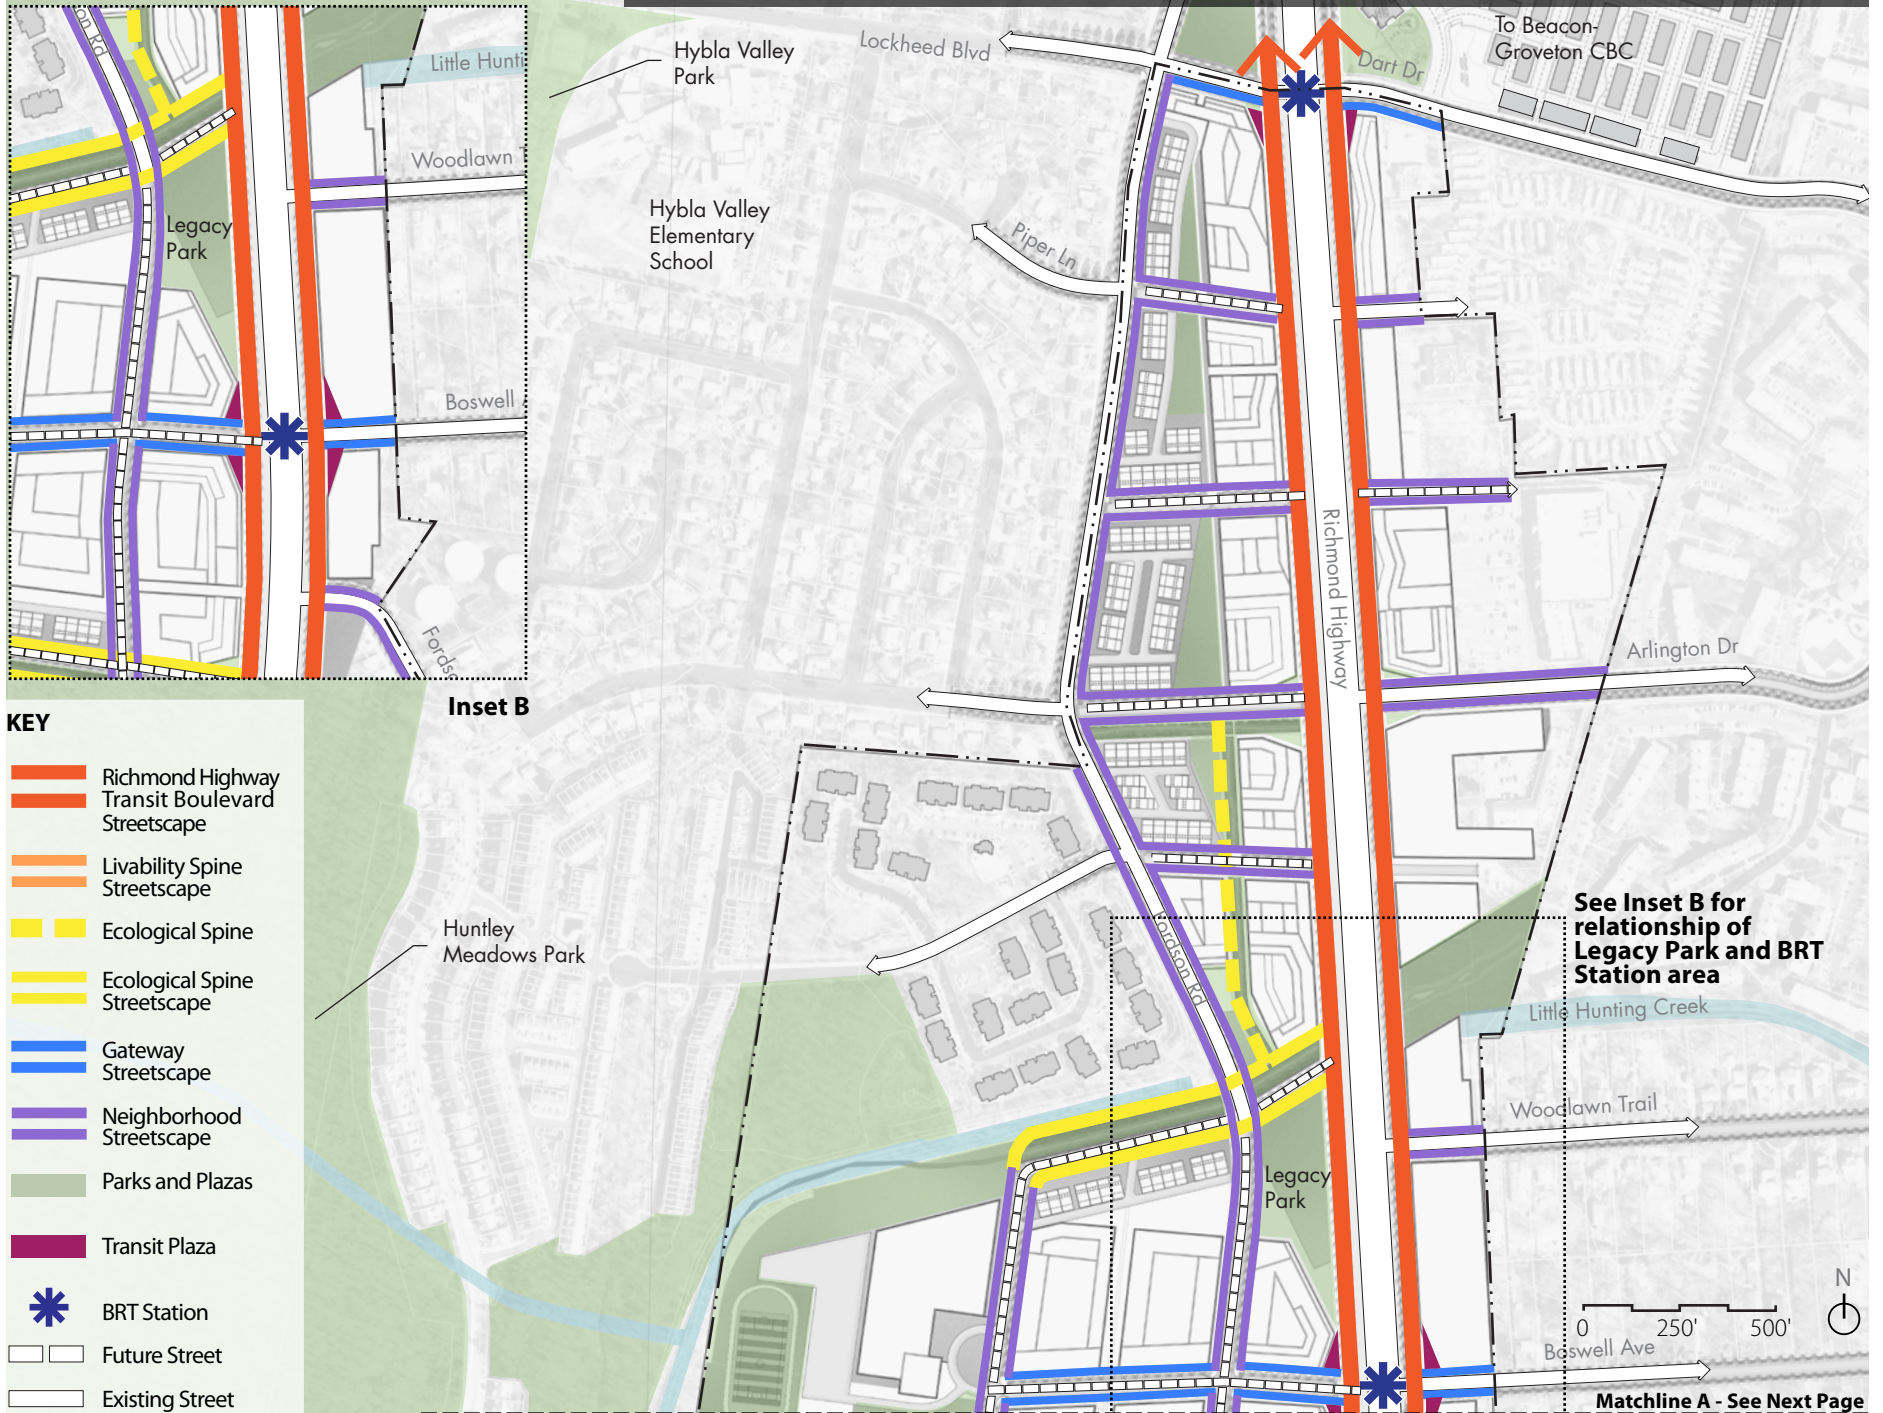 on Rd
Little Hunti
Woodlawn T
Legacy
Park
Boswell A
Fordso
Inset B
Hybla Valley
Park
Lockheed Blvd
To Beacon-
Groveton CBC
Dart Dr
Hybla Valley
Elementary
School
Piper Ln
Richmond Highway
Arlington Dr
Huntley
Meadows Park
Fordson Rd
See Inset B for
relationship of
Legacy Park and BRT
Station area
Little Hunting Creek
Woodlawn Trail
Legacy
Park
N
0 250' 500'
Boswell Ave
Matchline A - See Next Page
KEY
Richmond Highway
Transit Boulevard
Streetscape
Livability Spine
Streetscape
Ecological Spine
Ecological Spine
Streetscape
Gateway
Streetscape
Neighborhood
Streetscape
Parks and Plazas
Transit Plaza
BRT Station
Future Street
Existing Street